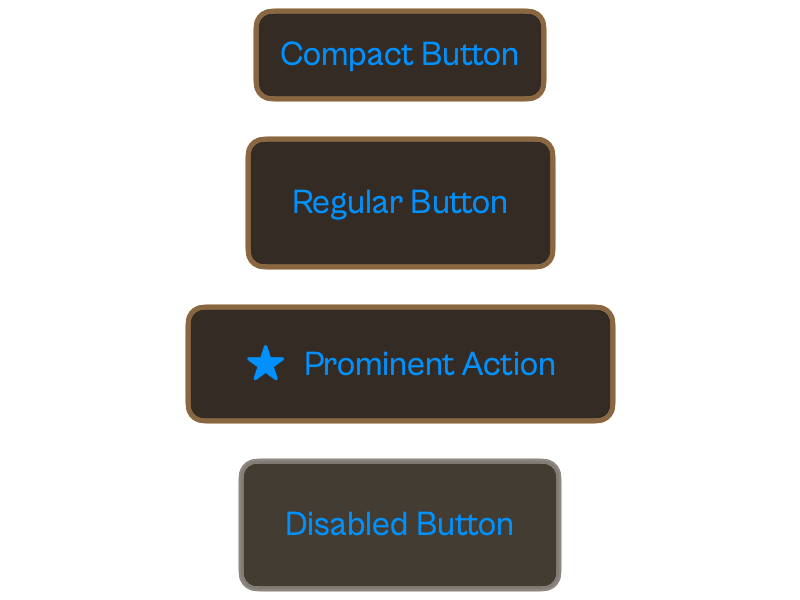 Compact Button
Regular Button
Prominent Action
Disabled Button